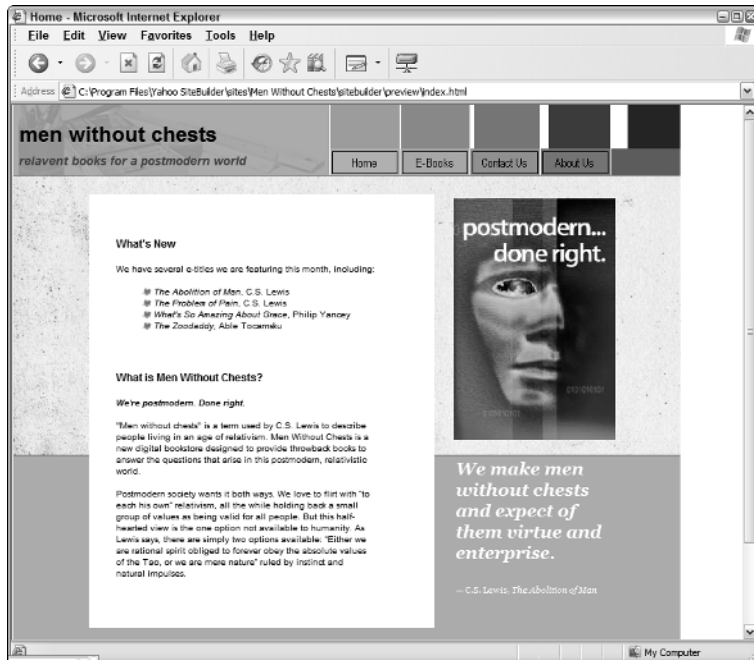 Home - Microsoft Internet Explorer
File Edit View Favorites Tools Help
Address C:\Program Files\Yahoo SiteBuilder\sites\Men Without Chests\sitebuilder\preview\index.html
men without chests
relavent books for a postmodern world
Home E-Books Contact Us About Us
What's New
We have several e-titles we are featuring this month, including:
The Abolition of Man, C.S. Lewis
The Problem of Pain, C.S. Lewis
What's So Amazing About Grace, Philip Yancey
The Zoodaddy, Able Tocamsku
What is Men Without Chests?
We're postmodern. Done right.
"Men without chests" is a term used by C.S. Lewis to describe
people living in an age of relativism. Men Without Chests is a
new digital bookstore designed to provide throwback books to
answer the questions that arise in this postmodern, relativistic
world.
Postmodern society wants it both ways. We love to flirt with "to
each his own" relativism, all the while holding back a small
group of values as being valid for all people. But this half-
hearted view is the one option not available to humanity. As
Lewis says, there are simply two options available: "Either we
are rational spirit obliged to forever obey the absolute values
of the Tao, or we are mere nature" ruled by instinct and
natural impulses.
postmodern...
done right.
0101010101
We make men
without chests
and expect of
them virtue and
enterprise.
— C.S. Lewis, The Abolition of Man
My Computer